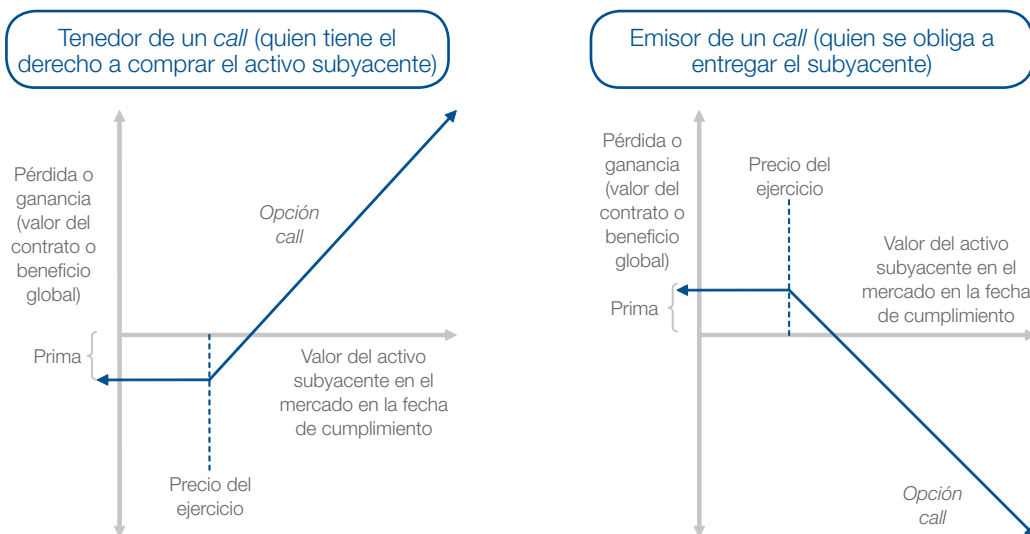 Tenedor de un call (quien tiene el
derecho a comprar el activo subyacente)
Pérdida o
ganancia
(valor del
contrato o
beneficio
global)
Opción
call
Prima
Valor del activo
subyacente en el
mercado en la fecha
de cumplimiento
Precio del
ejercicio
Emisor de un call (quien se obliga a
entregar el subyacente)
Pérdida o
ganancia
(valor del
contrato o
beneficio
global)
Precio del
ejercicio
Valor del activo
subyacente en el
mercado en la fecha
de cumplimiento
Prima
Opción
call